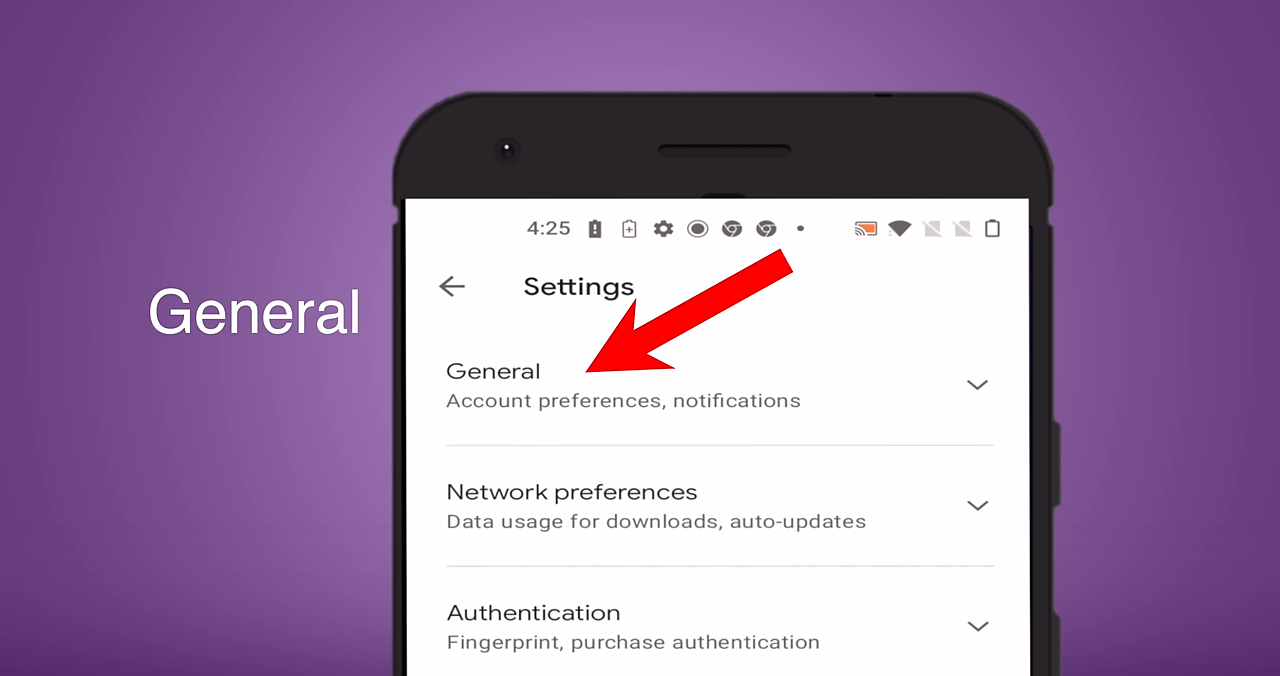 General
4:25
Settings
General
Account preferences, notifications
Network preferences
Data usage for downloads, auto-updates
Authentication
Fingerprint, purchase authentication